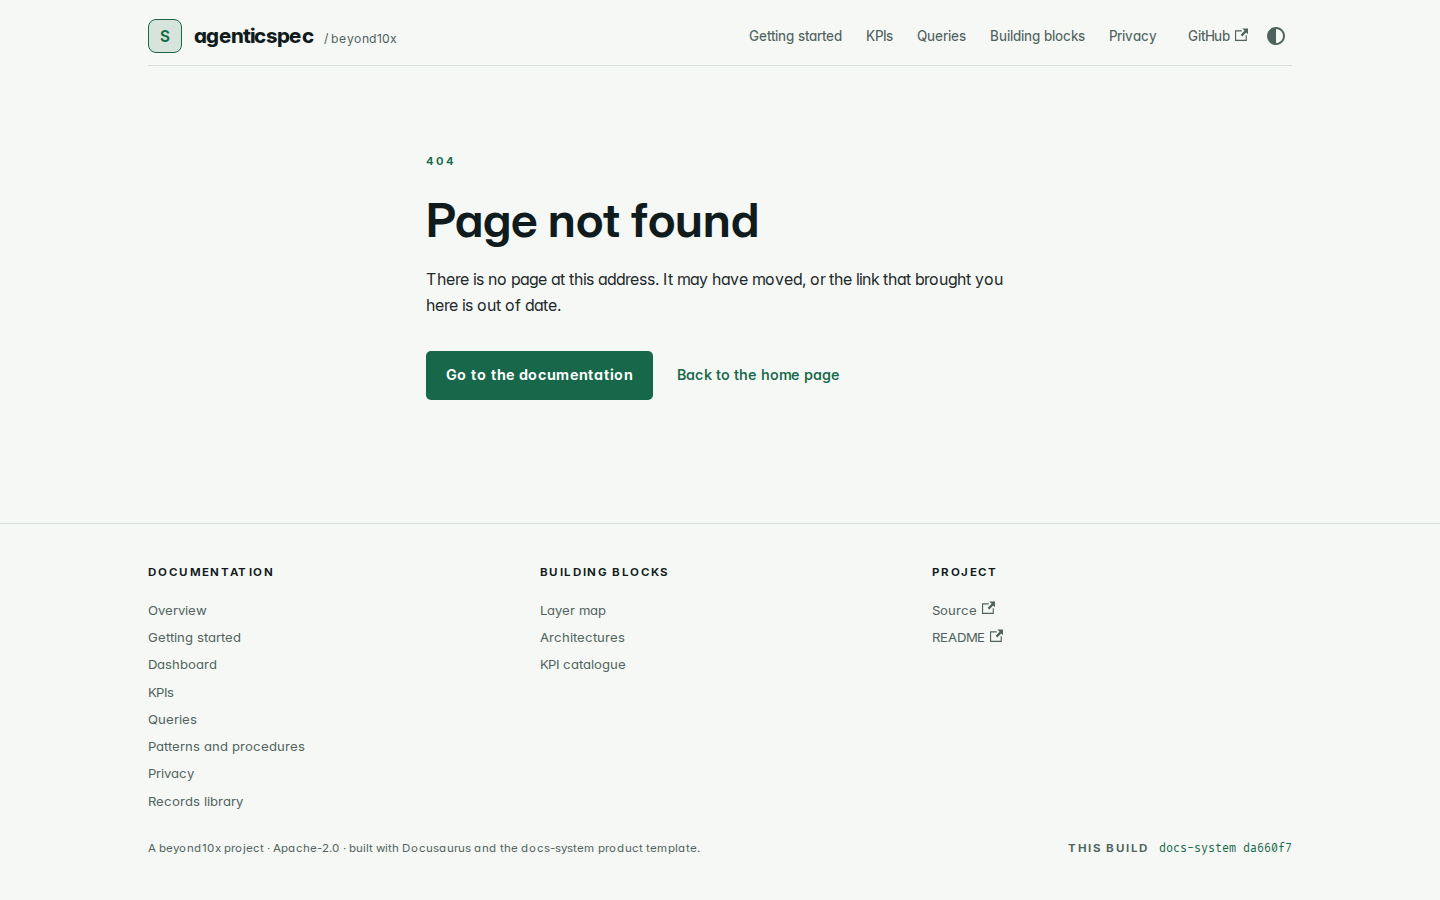 S agenticspec / beyond10x Getting started KPIs Queries Building blocks Privacy GitHub
404
Page not found
There is no page at this address. It may have moved, or the link that brought you
here is out of date.
Go to the documentation Back to the home page
DOCUMENTATION
Overview
Getting started
Dashboard
KPIs
Queries
Patterns and procedures
Privacy
Records library
BUILDING BLOCKS
Layer map
Architectures
KPI catalogue
PROJECT
Source
README
A beyond10x project · Apache-2.0 · built with Docusaurus and the docs-system product template.
THIS BUILD docs-system da660f7